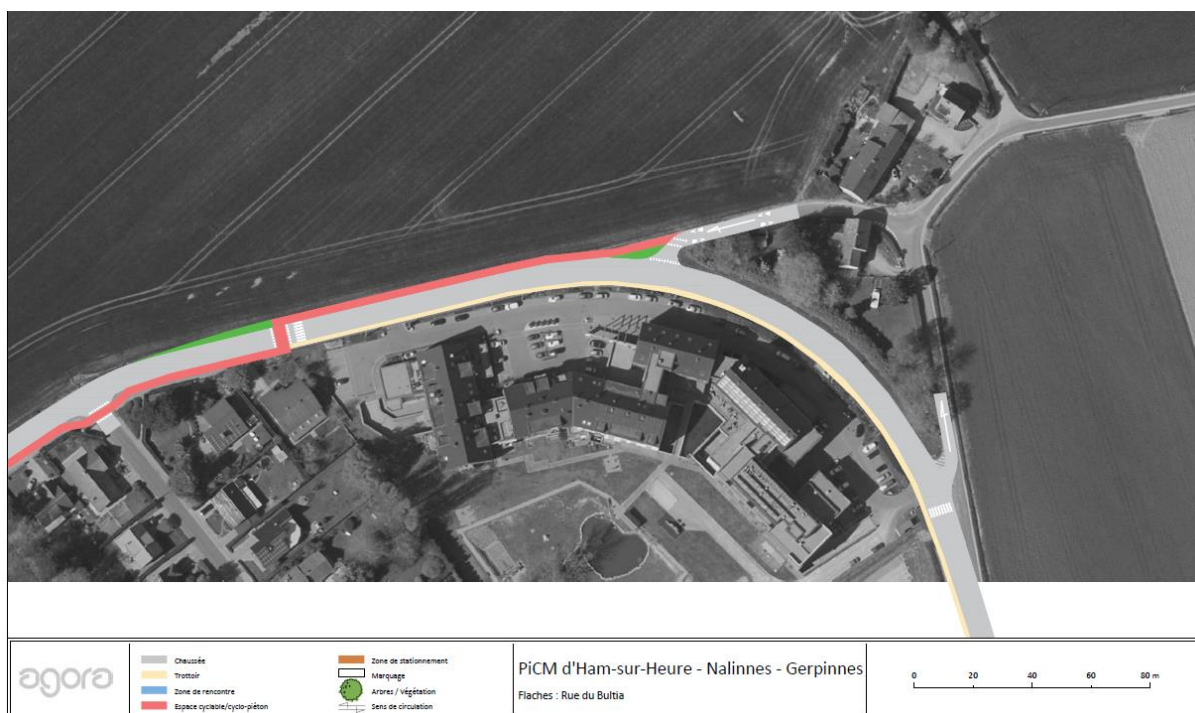 agora
Chaussée
Trottoir
Zone de rencontre
Espace cyclable/cyclo-piéton
Zone de stationnement
Marquage
Arbres / Végétation
Sens de circulation
PiCM d'Ham-sur-Heure - Nalinnes - Gerpinnes
Flaches : Rue du Bultia
0 20 40 60 80 m